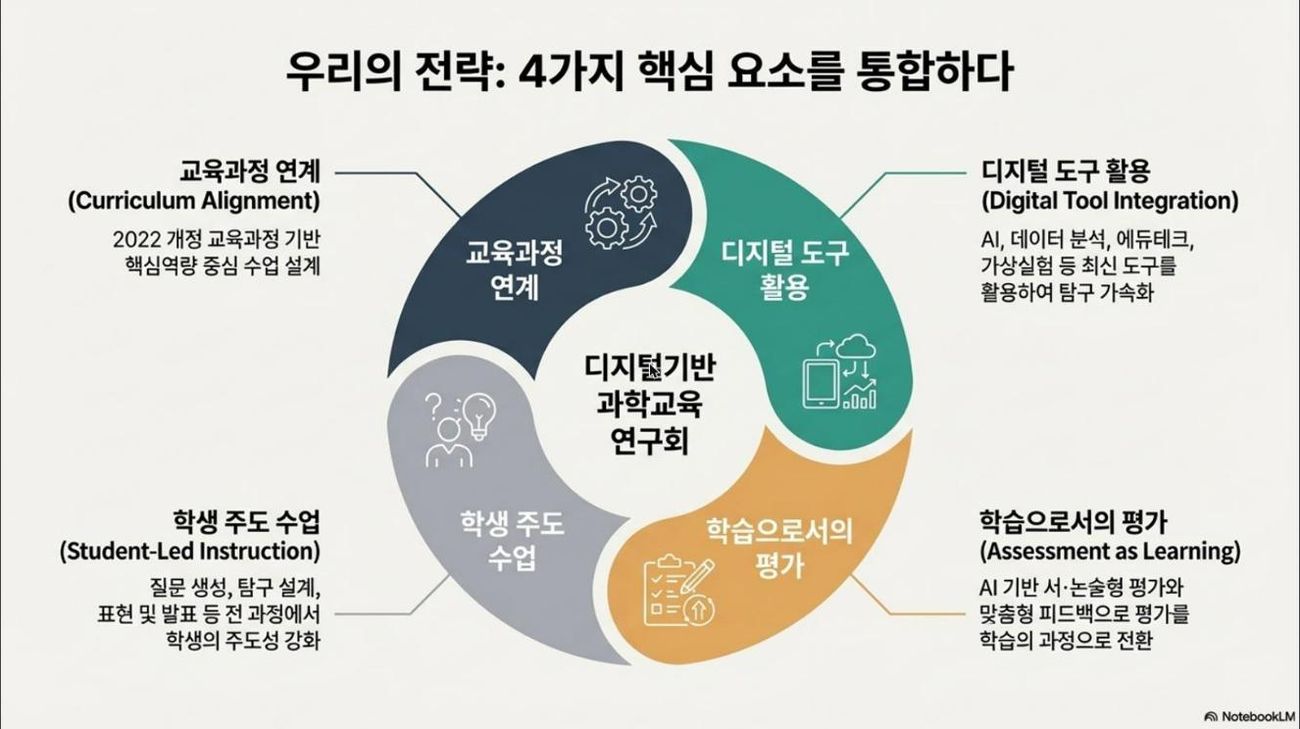 우리의 전략: 4가지 핵심 요소를 통합하다
교육과정 연계
(Curriculum Alignment)
2022 개정 교육과정 기반
핵심역량 중심 수업 설계
디지털 도구 활용
(Digital Tool Integration)
AI, 데이터 분석, 에듀테크,
가상실험 등 최신 도구를
활용하여 탐구 가속화
교육과정
연계
디지털 도구
활용
디지털기반
과학교육
연구회
학생 주도
수업
학습으로서의
평가
학생 주도 수업
(Student-Led Instruction)
질문 생성, 탐구 설계,
표현 및 발표 등 전 과정에서
학생의 주도성 강화
학습으로서의 평가
(Assessment as Learning)
AI 기반 서·논술형 평가와
맞춤형 피드백으로 평가를
학습의 과정으로 전환
NotebookLM